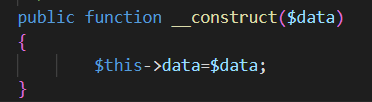 public function __construct($data)
{
$this->data=$data;
}